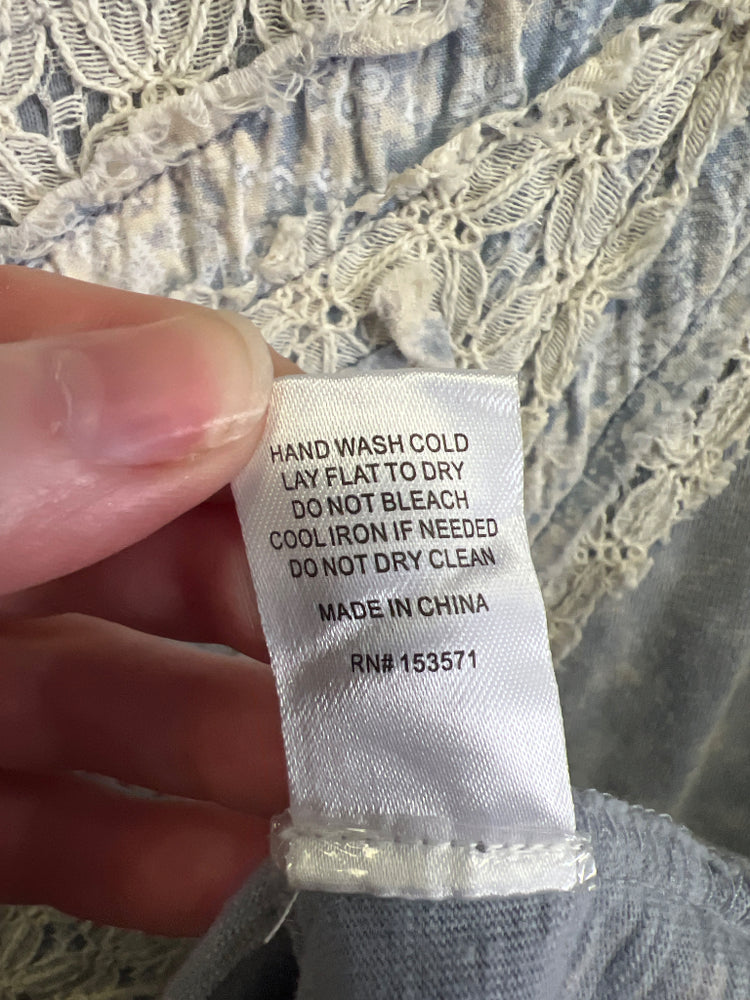 HAND WASH COLD
LAY FLAT TO DRY
DO NOT BLEACH
COOL IRON IF NEEDED
DO NOT DRY CLEAN
MADE IN CHINA
RN# 153571